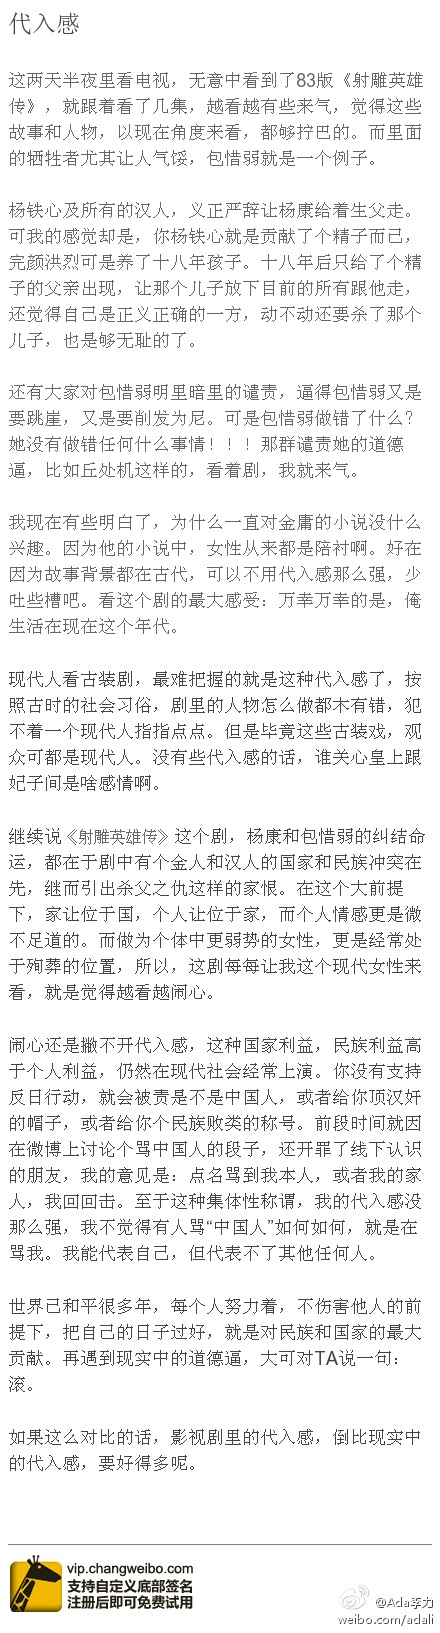 代入感
这两天半夜里看电视，无意中看到了83版《射雕英雄
传》，就跟着看了几集，越看越有些来气，觉得这些
故事和人物，以现在角度来看，都够拧巴的。而里面
的牺牲者尤其让人气馁，包惜弱就是一个例子。
杨铁心及所有的汉人，义正严辞让杨康给着生父走。
可我的感觉却是，你杨铁心就是贡献了个精子而已，
完颜洪烈可是养了十八年孩子。十八年后只给了个精
子的父亲出现，让那个儿子放下目前的所有跟他走，
还觉得自己是正义正确的一方，动不动还要杀了那个
儿子，也是够无耻的了。
还有大家对包惜弱明里暗里的谴责，逼得包惜弱又是
要跳崖，又是要削发为尼。可是包惜弱做错了什么？
她没有做错任何什么事情！！！那群谴责她的道德
逼，比如丘处机这样的，看着剧，我就来气。
我现在有些明白了，为什么一直对金庸的小说没什么
兴趣。因为他的小说中，女性从来都是陪衬啊。好在
因为故事背景都在古代，可以不用代入感那么强，少
吐些槽吧。看这个剧的最大感受：万幸万幸的是，俺
生活在现在这个年代。
现代人看古装剧，最难把握的就是这种代入感了，按
照古时的社会习俗，剧里的人物怎么做都木有错，犯
不着一个现代人指指点点。但是毕竟这些古装戏，观
众可都是现代人。没有些代入感的话，谁关心皇上跟
妃子间是啥感情啊。
继续说《射雕英雄传》这个剧，杨康和包惜弱的纠结命
运，都在于剧中有个金人和汉人的国家和民族冲突在
先，继而引出杀父之仇这样的家恨。在这个大前提
下，家让位于国，个人让位于家，而个人情感更是微
不足道的。而做为个体中更弱势的女性，更是经常处
于殉葬的位置，所以，这剧每每让我这个现代女性来
看，就是觉得越看越闹心。
闹心还是撇不开代入感，这种国家利益，民族利益高
于个人利益，仍然在现代社会经常上演。你没有支持
反日行动，就会被责是不是中国人，或者给你顶汉奸
的帽子，或者给你个民族败类的称号。前段时间就因
在微博上讨论个骂中国人的段子，还开罪了线下认识
的朋友，我的意见是：点名骂到我本人，或者我的家
人，我回回击。至于这种集体性称谓，我的代入感没
那么强，我不觉得有人骂“中国人”如何如何，就是在
骂我。我能代表自己，但代表不了其他任何人。
世界已和平很多年，每个人努力着，不伤害他人的前
提下，把自己的日子过好，就是对民族和国家的最大
贡献。再遇到现实中的道德逼，大可对TA说一句：
滚。
如果这么对比的话，影视剧里的代入感，倒比现实中
的代入感，要好得多呢。
vip.changweibo.com
支持自定义底部签名
注册后即可免费试用
@Ada李力
weibo.com/adali